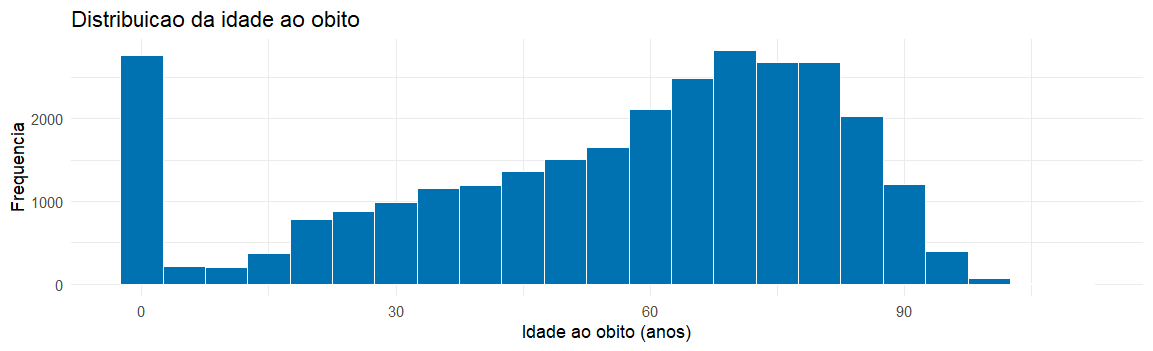 Distribuicao da idade ao obito
Frequencia
2000
1000
0
0 30 60 90
Idade ao obito (anos)